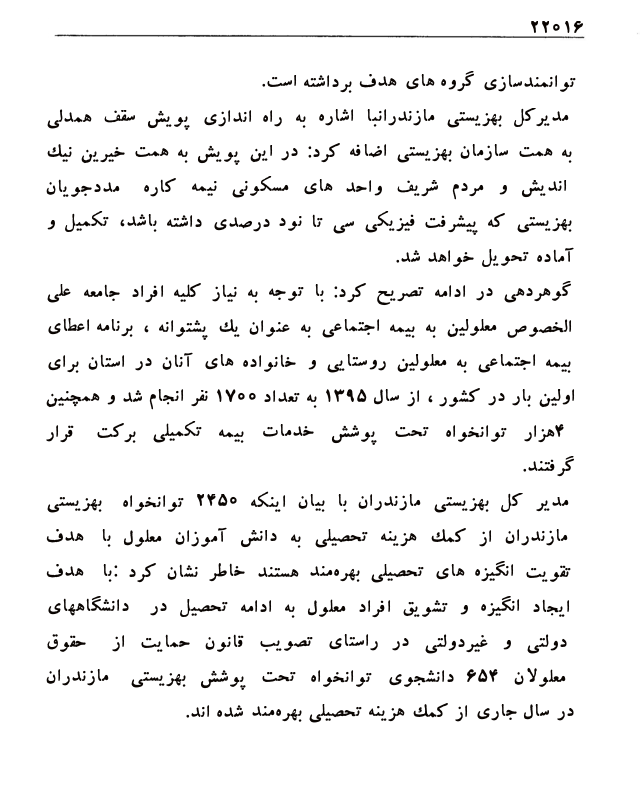 ۲۲۰۱۶
توانمندسازی گروه های هدف برداشته است.
مدیرکل بهزیستی مازندرانبا اشاره به راه اندازی پویش سقف همدلی
به همت سازمان بهزیستی اضافه کرد: در این پویش به همت خیرین نیك
اندیش و مردم شریف واحد های مسکونی نیمه کاره مددجویان
بهزیستی که پیشرفت فیزیکی سی تا نود درصدی داشته باشد، تکمیل و
آماده تحویل خواهد شد.
گوهردهی در ادامه تصریح کرد: با توجه به نیاز کلیه افراد جامعه علی
الخصوص معلولین به بیمه اجتماعی به عنوان یك پشتوانه ، برنامه اعطای
بیمه اجتماعی به معلولین روستایی و خانواده های آنان در استان برای
اولین بار در کشور ، از سال ۱۳۹۵ به تعداد ۱۷۰۰ نفر انجام شد و همچنین
۴هزار توانخواه تحت پوشش خدمات بیمه تکمیلی برکت قرار
گرفتند.
مدیر کل بهزیستی مازندران با بیان اینکه ۲۴۵۰ توانخواه بهزیستی
مازندران از کمك هزینه تحصیلی به دانش آموزان معلول با هدف
تقویت انگیزه های تحصیلی بهره‌مند هستند خاطر نشان کرد :با هدف
ایجاد انگیزه و تشویق افراد معلول به ادامه تحصیل در دانشگاههای
دولتی و غیردولتی در راستای تصویب قانون حمایت از حقوق
معلولان ۶۵۴ دانشجوی توانخواه تحت پوشش بهزیستی مازندران
در سال جاری از کمك هزینه تحصیلی بهره‌مند شده اند.